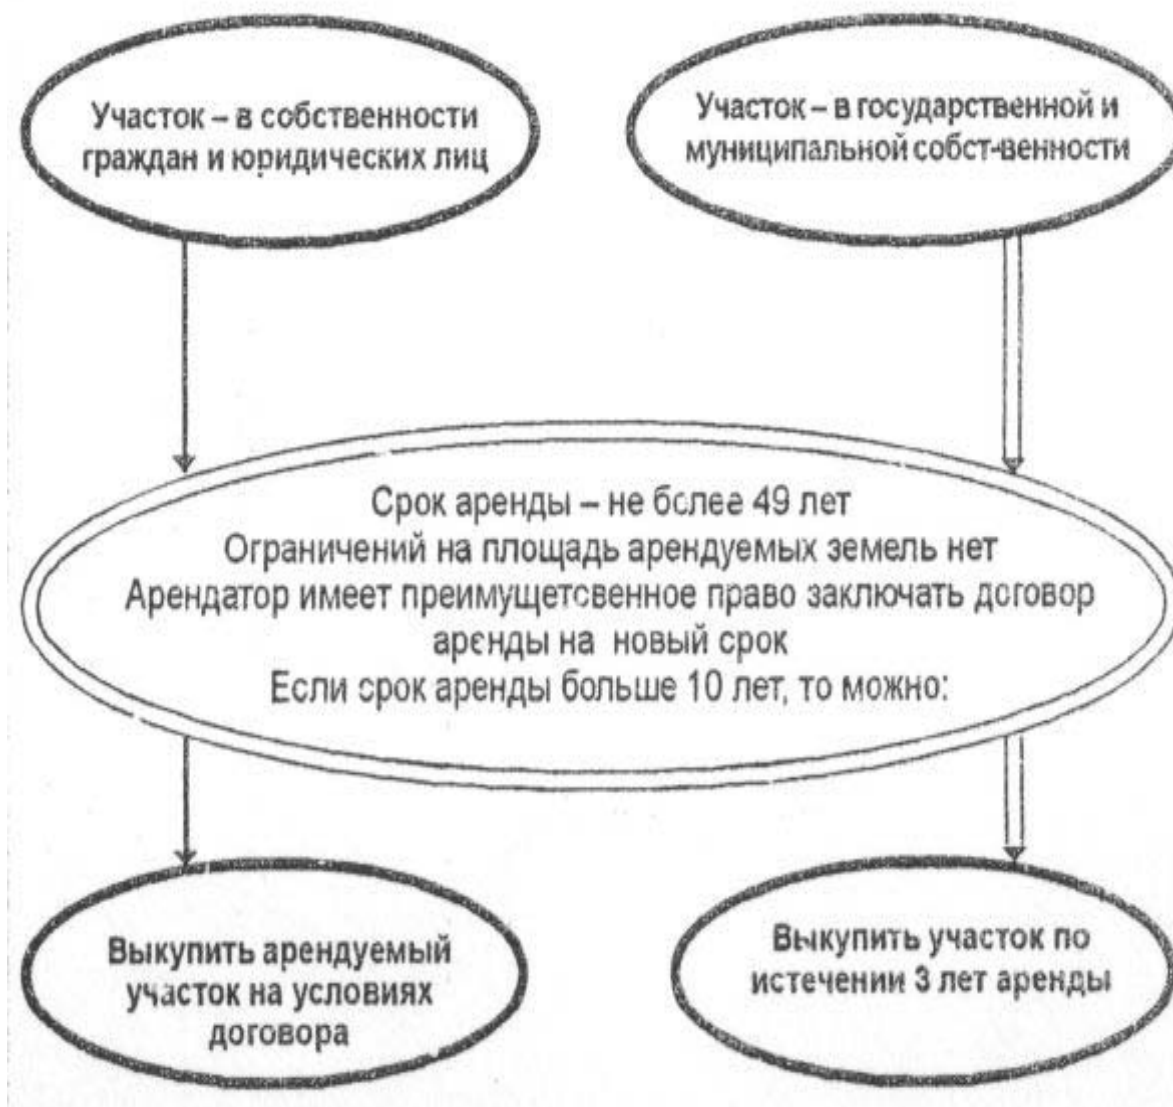 Участок – в собственности
граждан и юридических лиц
Участок – в государственной и
муниципальной собст-венности
Срок аренды – не более 49 лет
Ограничений на площадь арендуемых земель нет
Арендатор имеет преимущетсвенное право заключать договор
аренды на новый срок
Если срок аренды больше 10 лет, то можно:
Выкупить арендуемый
участок на условиях
договора
Выкупить участок по
истечении 3 лет аренды